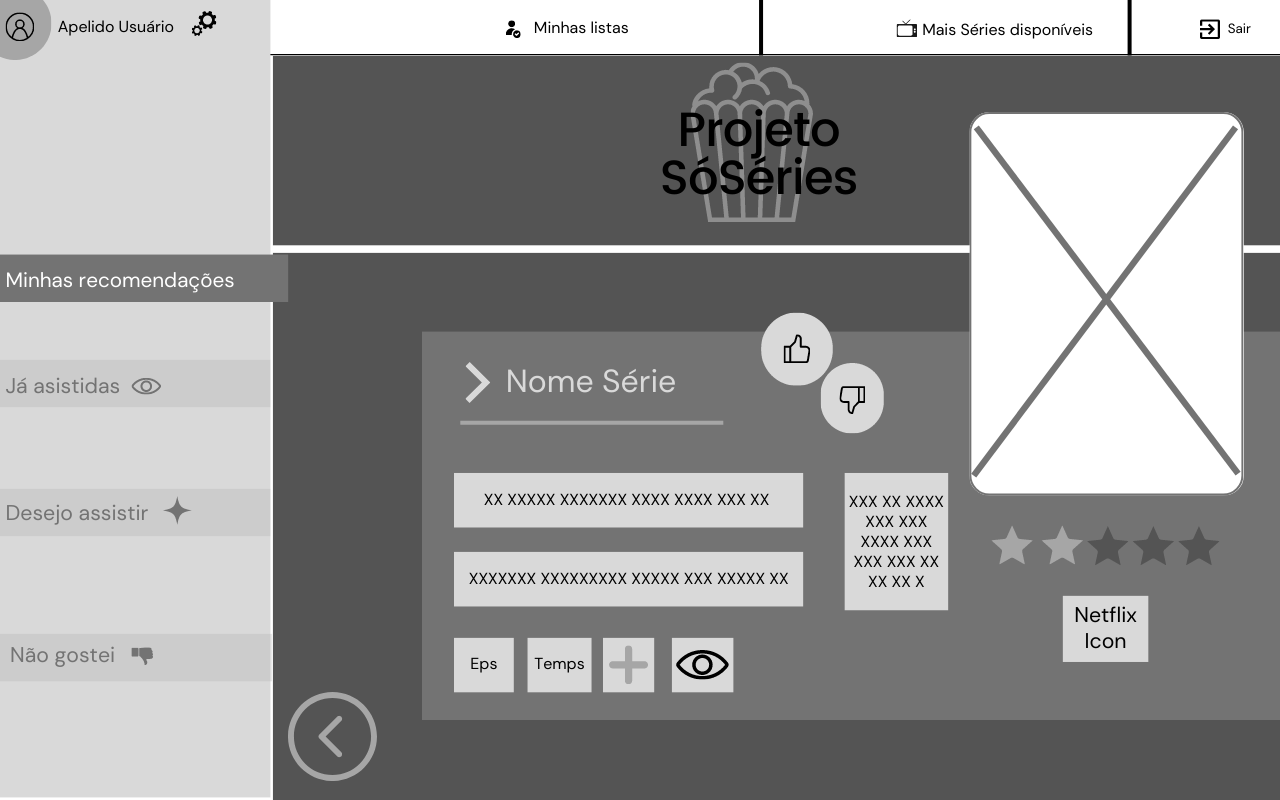 Apelido Usuário
Minhas listas
Mais Séries disponíveis
Sair
Projeto
SóSéries
Minhas recomendações
Já asistidas
Desejo assistir
Não gostei
Nome Série
XX XXXXX XXXXXXX XXXX XXXX XXX XX
XXXXXXX XXXXXXXXX XXXXX XXX XXXXX XX
XXX XX XXXX
XXX XXX
XXXX XXX
XXX XXX XX
XX XX X
Eps
Temps
Netflix
Icon